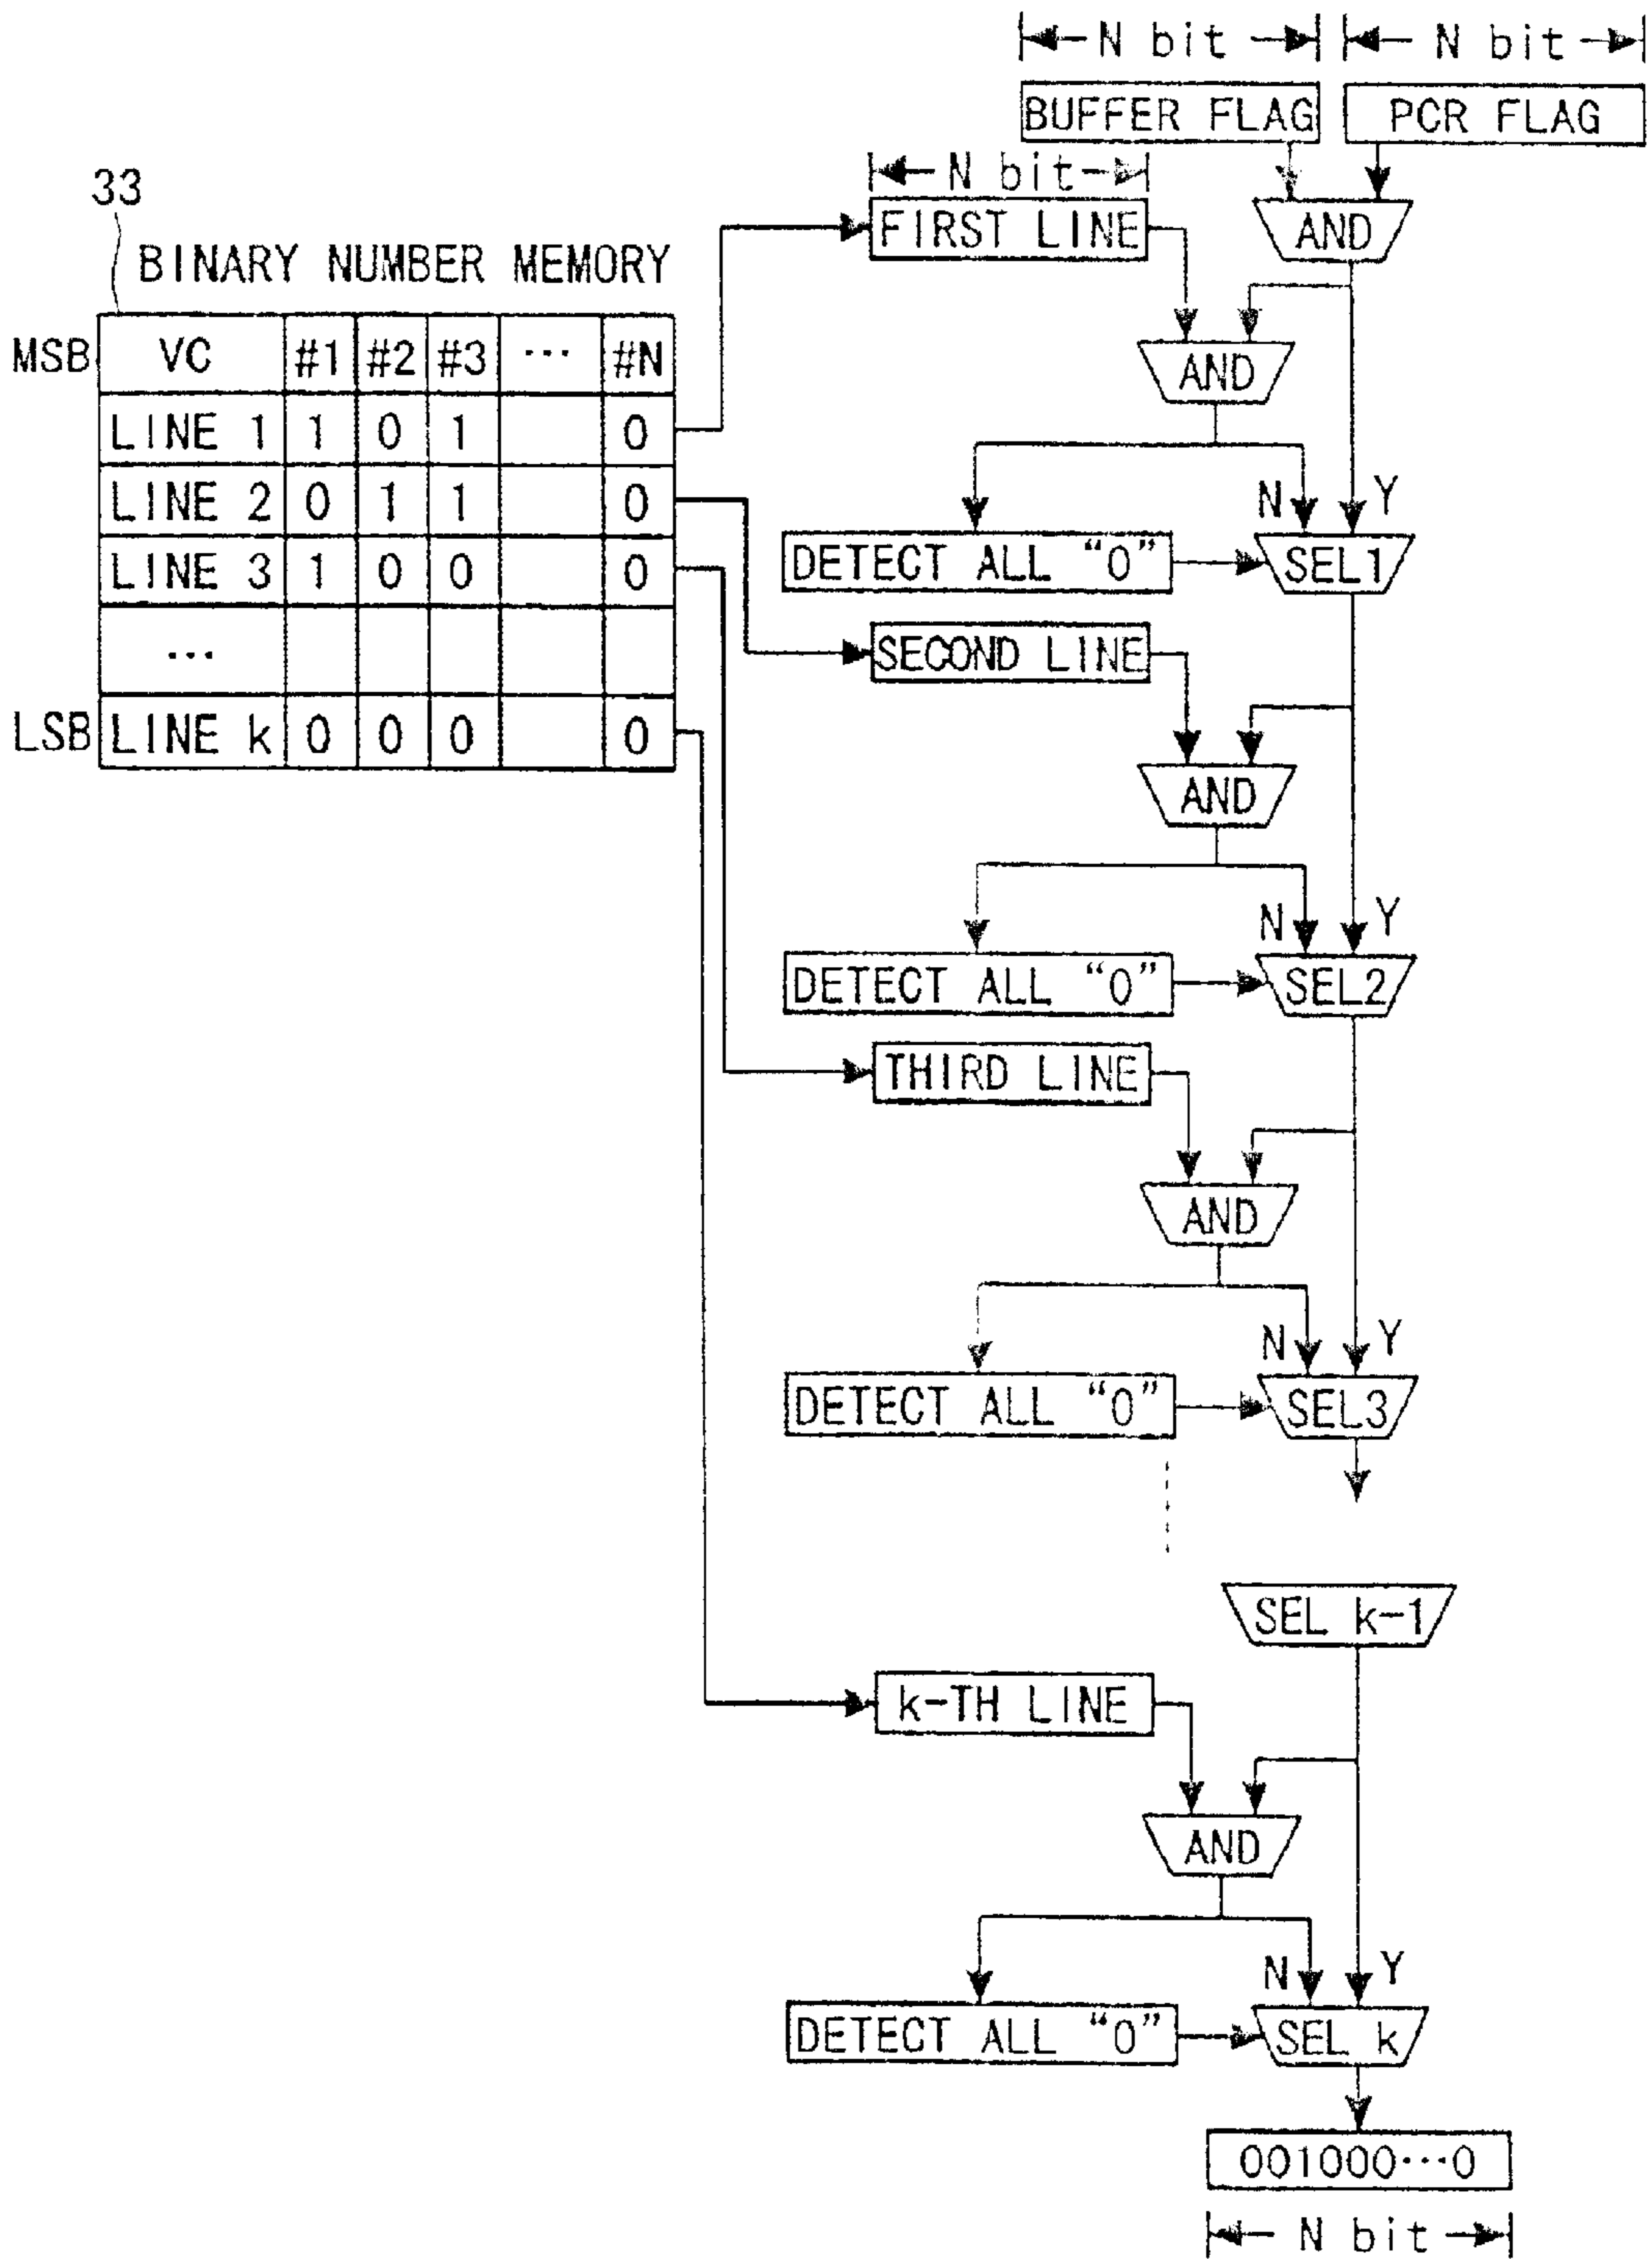 N bit N bit
BUFFER FLAG PCR FLAG
N bit
33
FIRST LINE AND
BINARY NUMBER MEMORY
MSB VC #1 #2 #3 ... #N
AND
LINE 1 1 0 1 0
LINE 2 0 1 1 0
N Y
LINE 3 1 0 0 0
DETECT ALL “0” SEL1
...
SECOND LINE
LSB LINE k 0 0 0 0
AND
N Y
DETECT ALL “0” SEL2
THIRD LINE
AND
N Y
DETECT ALL “0” SEL3
SEL k-1
k-TH LINE
AND
N Y
DETECT ALL “0” SEL k
001000...0
N bit